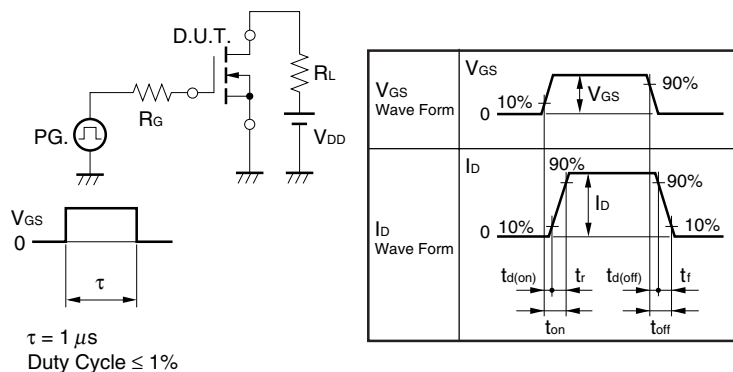 D.U.T.
RL
RG
PG.
VDD
VGS
0
τ
τ = 1 μs
Duty Cycle ≤ 1%
VGS
Wave Form
VGS
10%
0
VGS
90%
ID
Wave Form
ID
90%
10%
0
ID
90%
10%
td(on)
tr
td(off)
tf
ton
toff